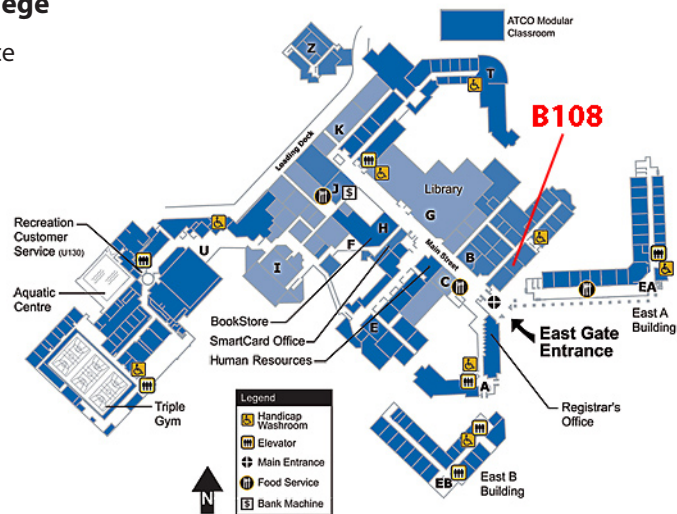 ege
te
ATCO Modular
Classroom
Z
T
B108
K
Loading Dock
Library
J
$
G
H
Main Street
B
Recreation
Customer
Service (U130)
U
F
I
C
EA
East A
Building
Aquatic
Centre
BookStore
SmartCard Office
Human Resources
E
East Gate
Entrance
A
Triple
Gym
Registrar's
Office
Legend
Handicap
Washroom
Elevator
Main Entrance
Food Service
$ Bank Machine
N
EB
East B
Building